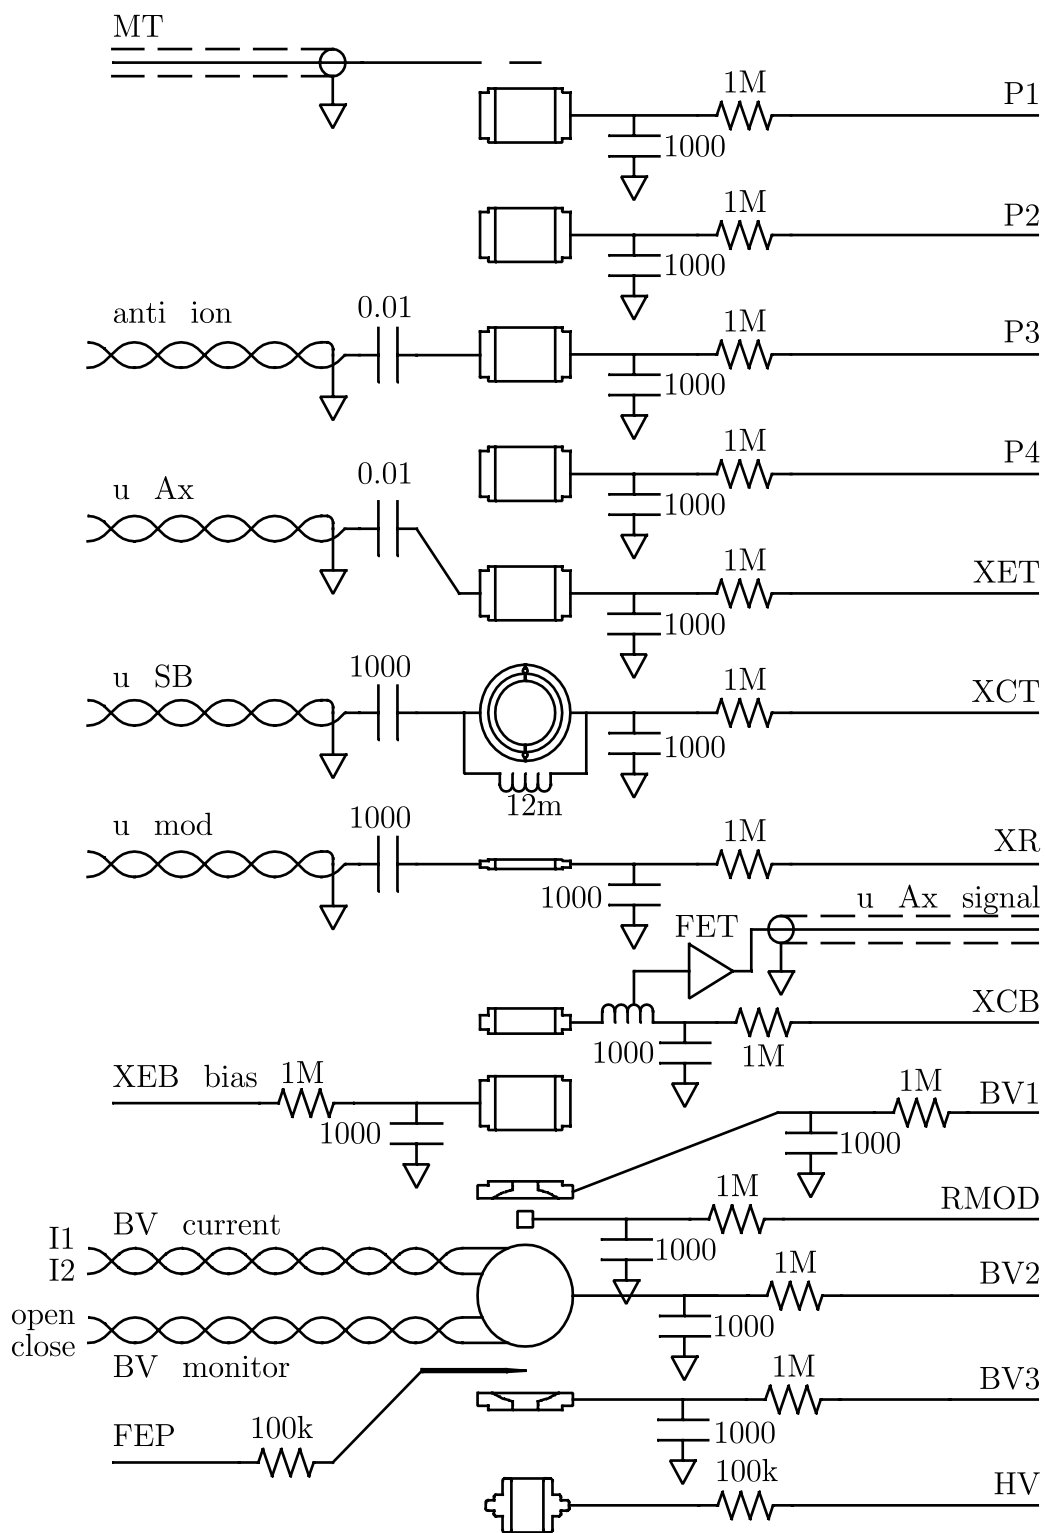 MT
1M P1
1000
1M P2
1000
anti ion 0.01 1M P3
1000
u Ax 0.01 1M P4
1000
1M XET
1000
u SB 1000 1M XCT
1000
12m
u mod 1000 1M XR
1000
u Ax signal
FET
XCB
1000 1M
XEB bias 1M 1M BV1
1000 1000
1M RMOD
I1 BV current
1000
I2 1M BV2
open
1000
close
BV monitor 1M BV3
FEP 100k 1000
100k HV